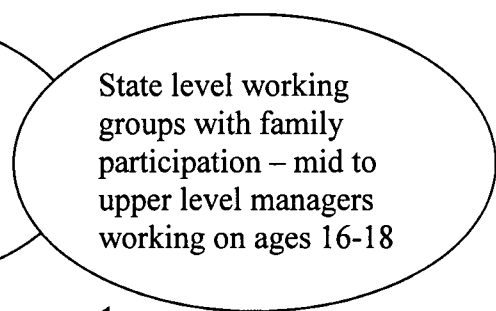 State level working
groups with family
participation – mid to
upper level managers
working on ages 16-18